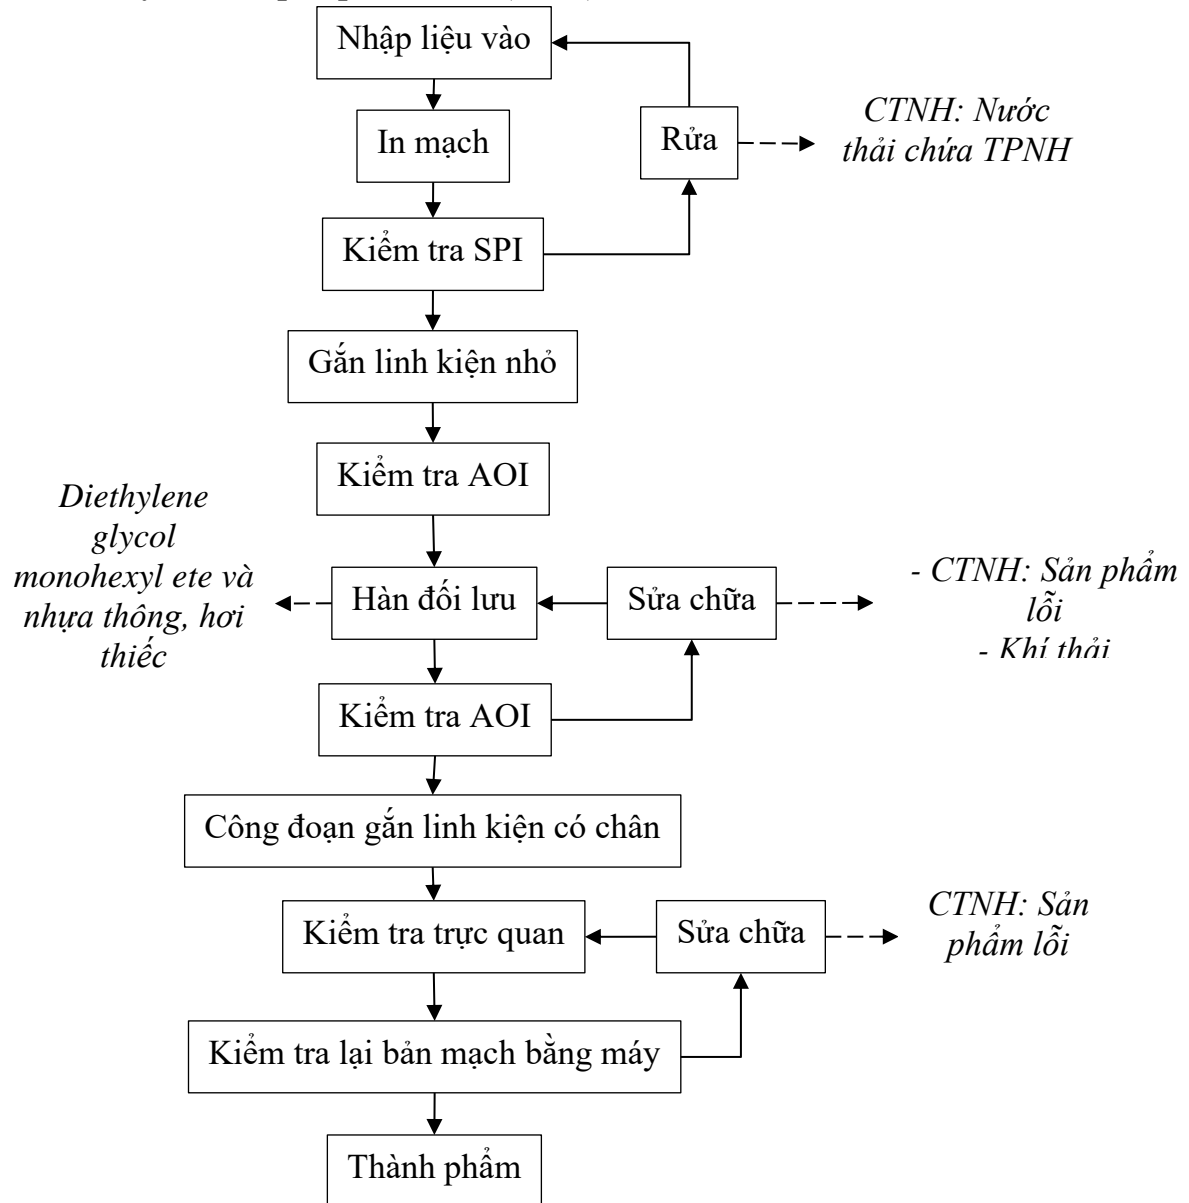 Nhập liệu vào
In mạch
Rửa
CTNH: Nước
thải chứa TPNH
Kiểm tra SPI
Gắn linh kiện nhỏ
Kiểm tra AOI
Diethylene
glycol
monohexyl ete và
nhựa thông, hơi
thiếc
Hàn đối lưu
Sửa chữa
- CTNH: Sản phẩm
lỗi
- Khí thải
Kiểm tra AOI
Công đoạn gắn linh kiện có chân
Kiểm tra trực quan
Sửa chữa
CTNH: Sản
phẩm lỗi
Kiểm tra lại bản mạch bằng máy
Thành phẩm